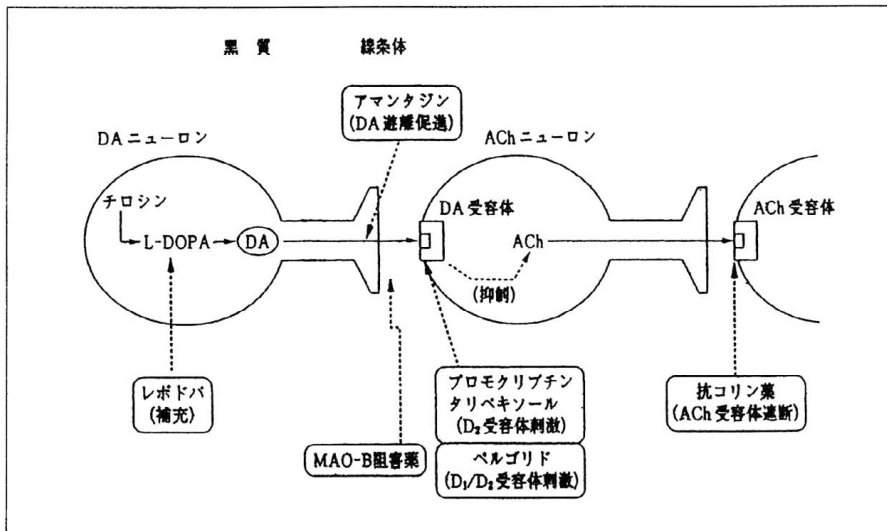 黒 質 線条体
アマンタジン
(DA 遊離促進)
DA ニューロン
ACh ニューロン
チロシン
DA 受容体
ACh 受容体
L-DOPA
DA
ACh
(抑制)
レボドパ
(補充)
ブロモクリプチン
タリペキソール
(D₂ 受容体刺激)
抗コリン薬
(ACh 受容体遮断)
MAO-B阻害薬
ペルゴリド
(D₁/D₂ 受容体刺激)